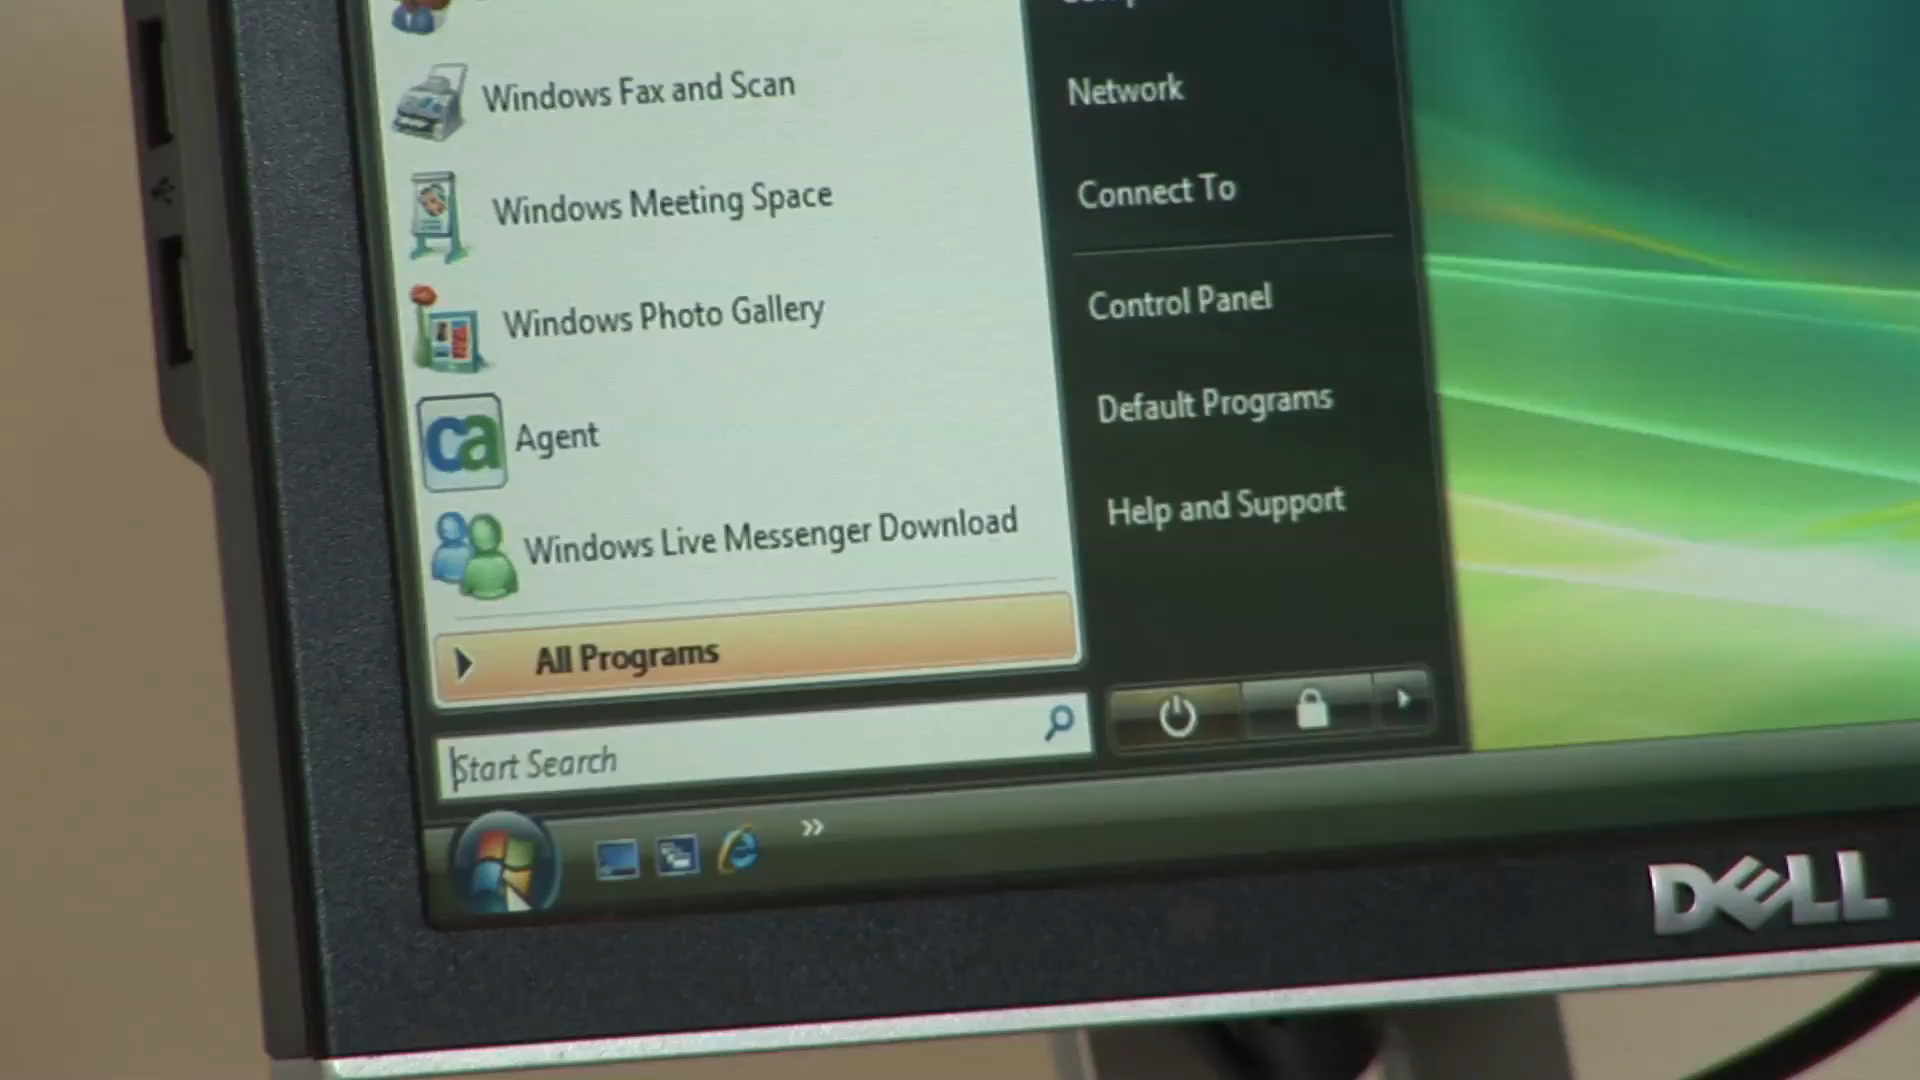 Windows Fax and Scan
Windows Meeting Space
Windows Photo Gallery
ca Agent
Windows Live Messenger Download
All Programs
Start Search
Network
Connect To
Control Panel
Default Programs
Help and Support
DELL